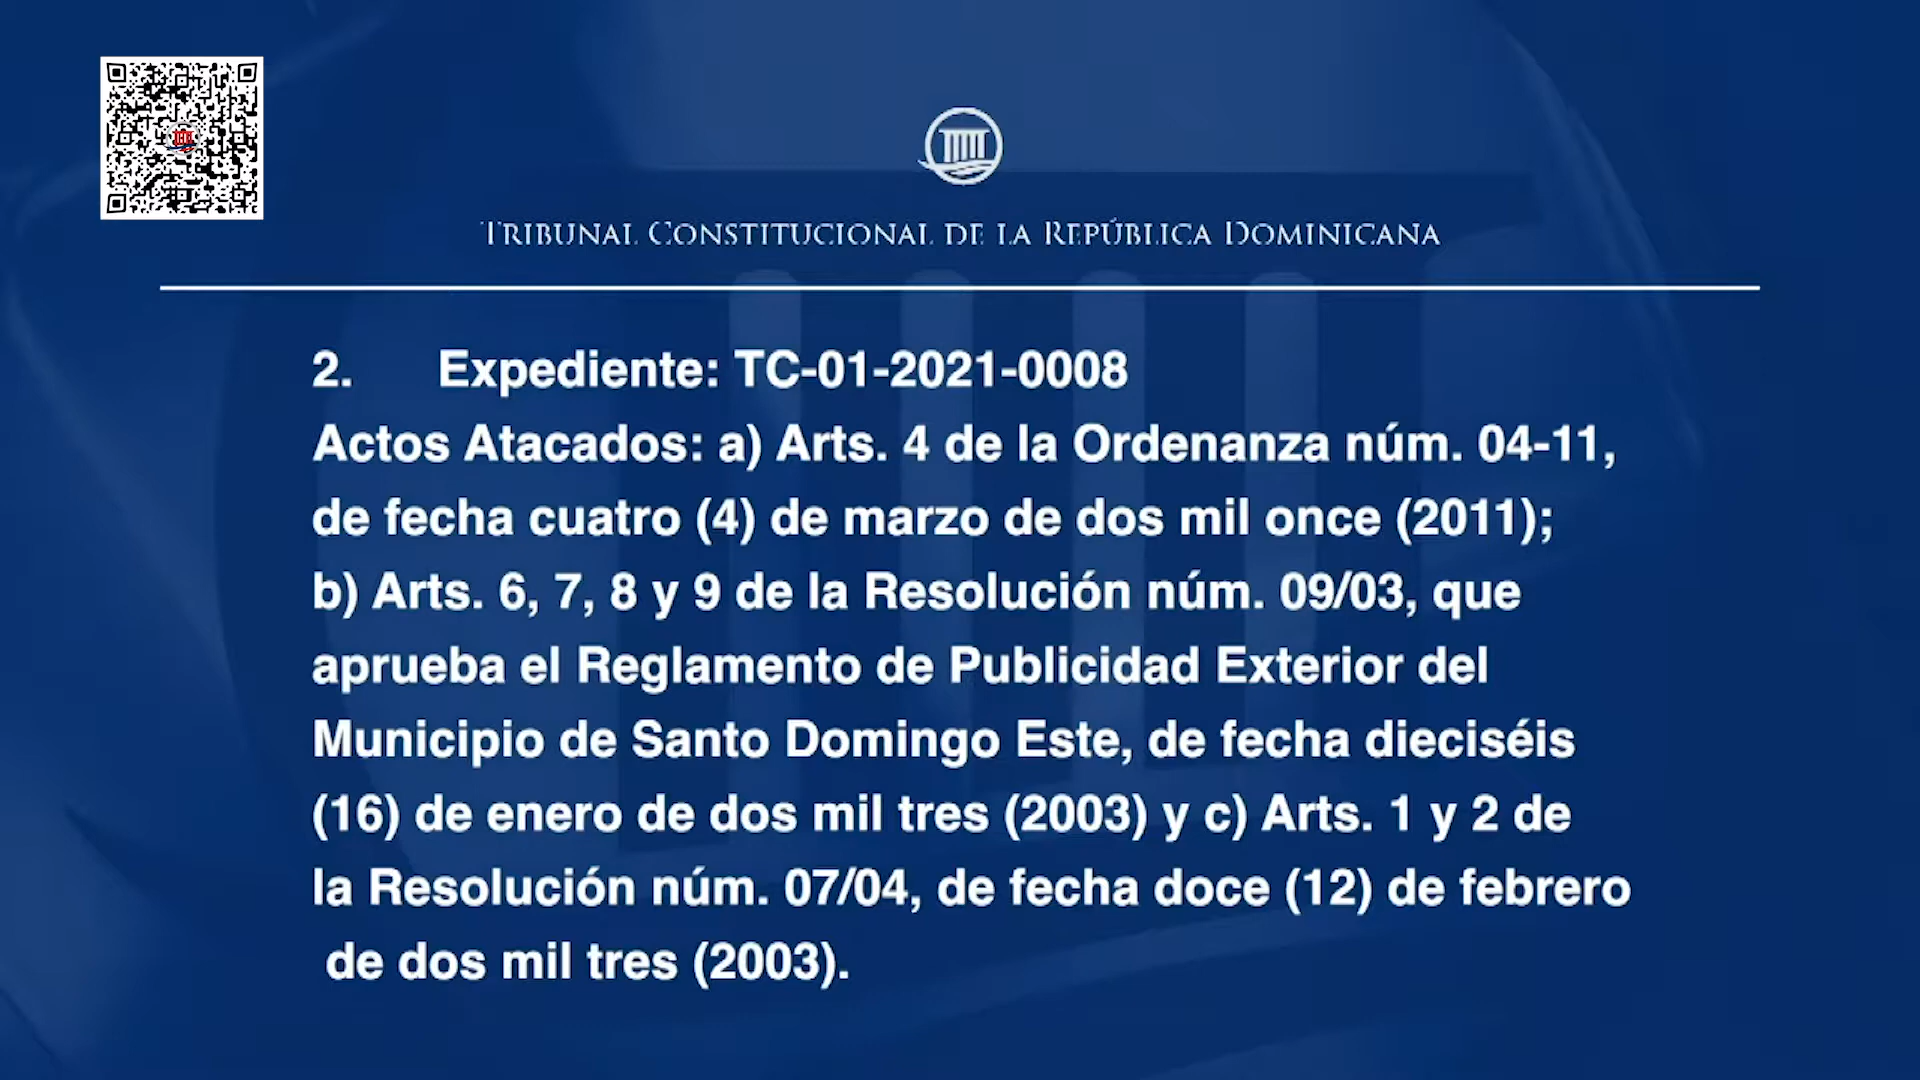 TRIBUNAL CONSTITUCIONAL DE LA REPÚBLICA DOMINICANA
2. Expediente: TC-01-2021-0008
Actos Atacados: a) Arts. 4 de la Ordenanza núm. 04-11,
de fecha cuatro (4) de marzo de dos mil once (2011);
b) Arts. 6, 7, 8 y 9 de la Resolución núm. 09/03, que
aprueba el Reglamento de Publicidad Exterior del
Municipio de Santo Domingo Este, de fecha dieciséis
(16) de enero de dos mil tres (2003) y c) Arts. 1 y 2 de
la Resolución núm. 07/04, de fecha doce (12) de febrero
de dos mil tres (2003).